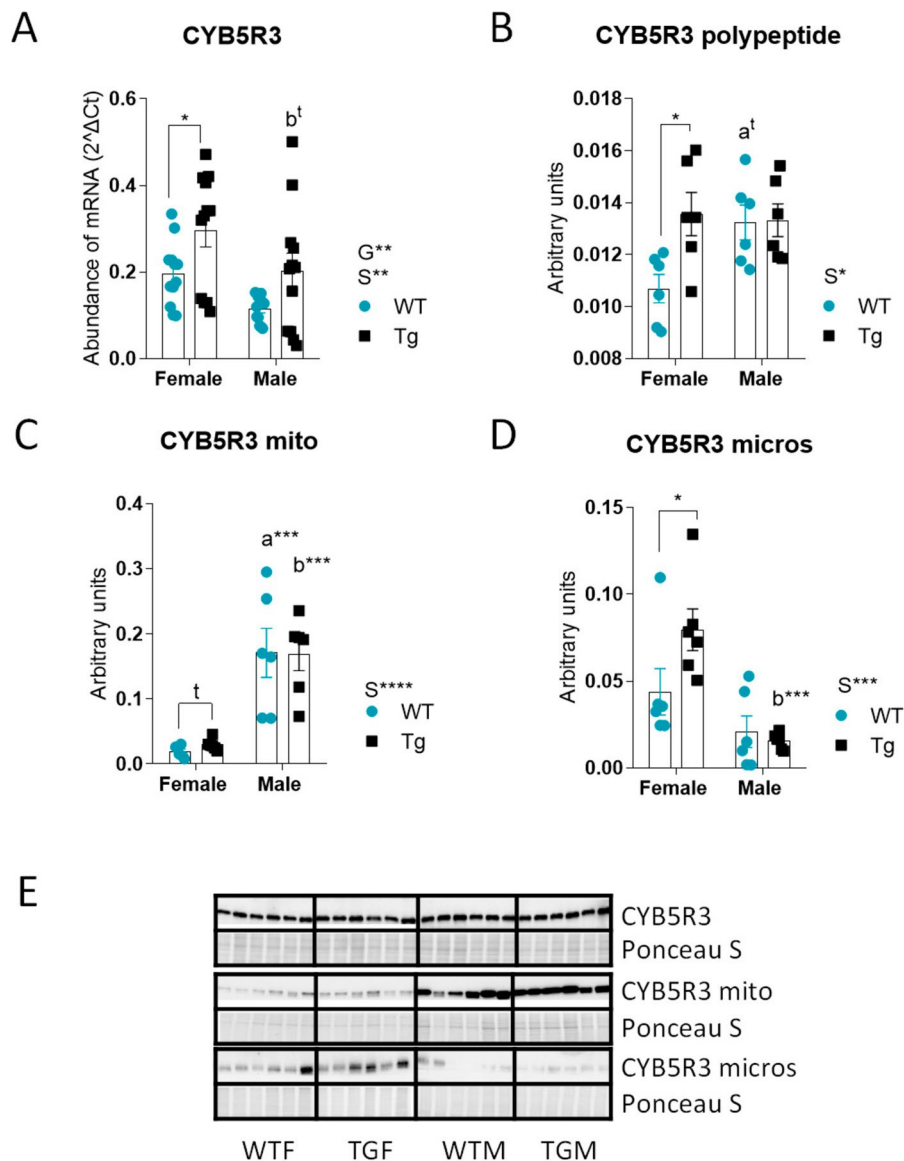 A
CYB5R3
Abundance of mRNA (2^ΔCt)
0.6
0.4
0.2
0.0
*
bᵗ
Female
Male
G**
S**
WT
Tg
B
CYB5R3 polypeptide
Arbitrary units
0.018
0.016
0.014
0.012
0.010
0.008
*
aᵗ
Female
Male
S*
WT
Tg
C
CYB5R3 mito
Arbitrary units
0.4
0.3
0.2
0.1
0.0
t
a***
b***
Female
Male
S****
WT
Tg
D
CYB5R3 micros
Arbitrary units
0.15
0.10
0.05
0.00
*
b***
Female
Male
S***
WT
Tg
E
CYB5R3
Ponceau S
CYB5R3 mito
Ponceau S
CYB5R3 micros
Ponceau S
WTF TGF WTM TGM